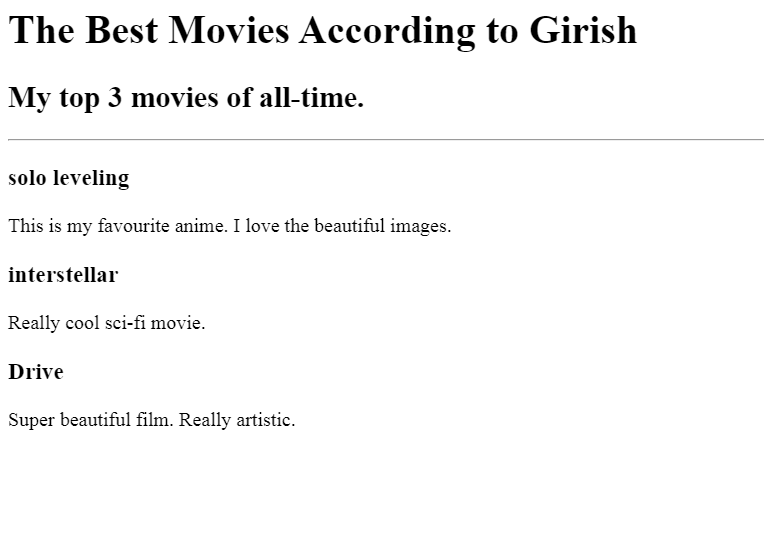 The Best Movies According to Girish
My top 3 movies of all-time.
solo leveling
This is my favourite anime. I love the beautiful images.
interstellar
Really cool sci-fi movie.
Drive
Super beautiful film. Really artistic.